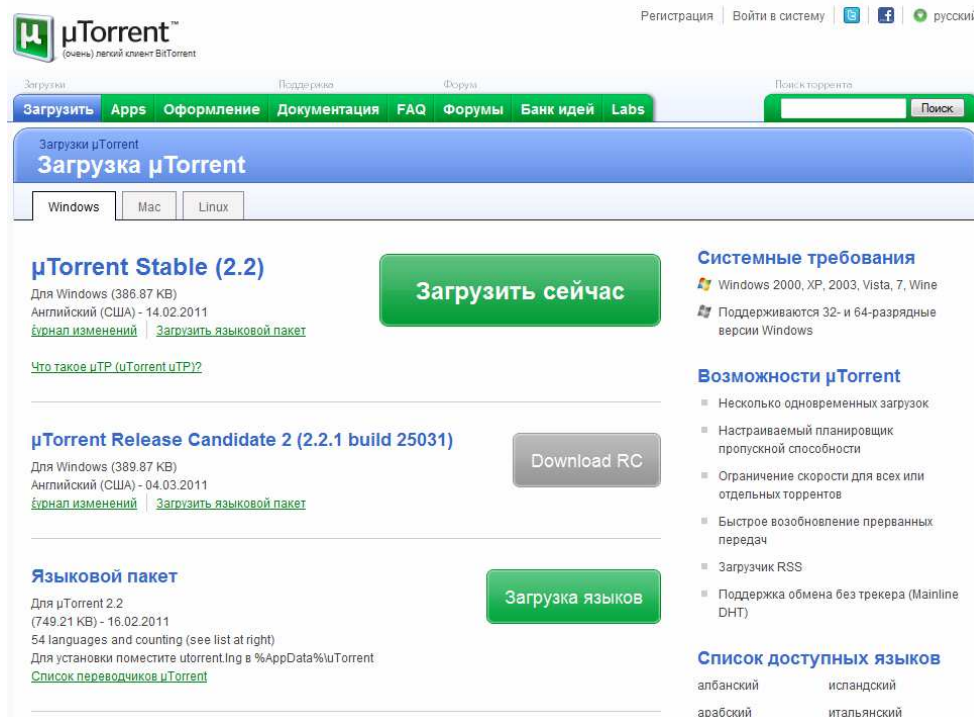 Регистрация Войти в систему русский
µTorrent™
(очень) легкий клиент BitTorrent
Загрузки Поддержка Форум Поиск торрента
Загрузить Apps Оформление Документация FAQ Форумы Банк идей Labs Поиск
Загрузки µTorrent
Загрузка µTorrent
Windows Mac Linux
µTorrent Stable (2.2)
Для Windows (386.87 KB)
Английский (США) - 14.02.2011
ёурнал изменений Загрузить языковой пакет
Что такое µTP (uTorrent uTP)?
Загрузить сейчас
µTorrent Release Candidate 2 (2.2.1 build 25031)
Для Windows (389.87 KB)
Английский (США) - 04.03.2011
ёурнал изменений Загрузить языковой пакет
Download RC
Языковой пакет
Для µTorrent 2.2
(749.21 KB) - 16.02.2011
54 languages and counting (see list at right)
Для установки поместите utorrent.lng в %AppData%\uTorrent
Список переводчиков µTorrent
Загрузка языков
Системные требования
Windows 2000, XP, 2003, Vista, 7, Wine
Поддерживаются 32- и 64-разрядные
версии Windows
Возможности µTorrent
Несколько одновременных загрузок
Настраиваемый планировщик
пропускной способности
Ограничение скорости для всех или
отдельных торрентов
Быстрое возобновление прерванных
передач
Загрузчик RSS
Поддержка обмена без трекера (Mainline
DHT)
Список доступных языков
албанский исландский
арабский итальянский